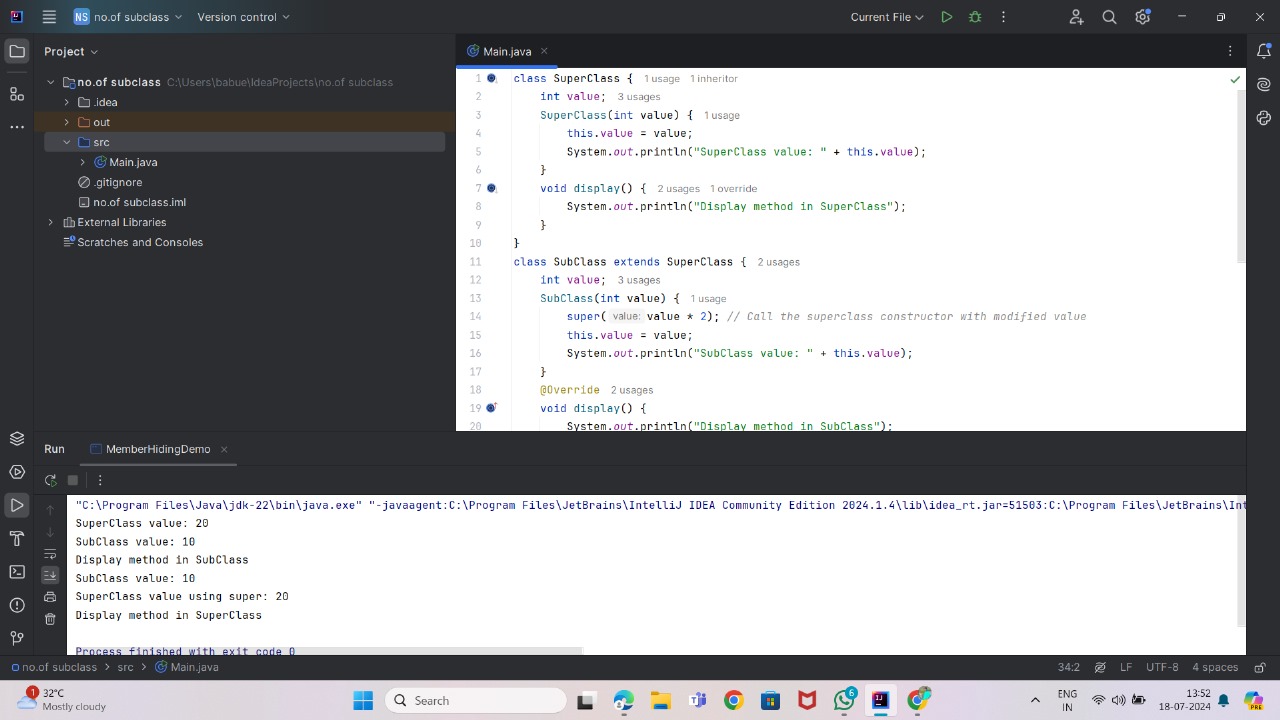 NS no.of subclass Version control Current File
Project
Main.java
no.of subclass C:\Users\babue\IdeaProjects\no.of subclass
.idea
out
src
Main.java
.gitignore
no.of subclass.iml
External Libraries
Scratches and Consoles
1 class SuperClass { 1 usage 1 inheritor
2 int value; 3 usages
3 SuperClass(int value) { 1 usage
4 this.value = value;
5 System.out.println("SuperClass value: " + this.value);
6 }
7 void display() { 2 usages 1 override
8 System.out.println("Display method in SuperClass");
9 }
10 }
11 class SubClass extends SuperClass { 2 usages
12 int value; 3 usages
13 SubClass(int value) { 1 usage
14 super( value: value * 2); // Call the superclass constructor with modified value
15 this.value = value;
16 System.out.println("SubClass value: " + this.value);
17 }
18 @Override 2 usages
19 void display() {
20 System.out.println("Display method in SubClass");
Run MemberHidingDemo
"C:\Program Files\Java\jdk-22\bin\java.exe" "-javaagent:C:\Program Files\JetBrains\IntelliJ IDEA Community Edition 2024.1.4\lib\idea_rt.jar=51503:C:\Program Files\JetBrains\Int
SuperClass value: 20
SubClass value: 10
Display method in SubClass
SubClass value: 10
SuperClass value using super: 20
Display method in SuperClass
Process finished with exit code 0
no.of subclass > src > Main.java 34:2 LF UTF-8 4 spaces
1 32°C
Mostly cloudy
Search
6
PRE
ENG
IN
13:52
18-07-2024